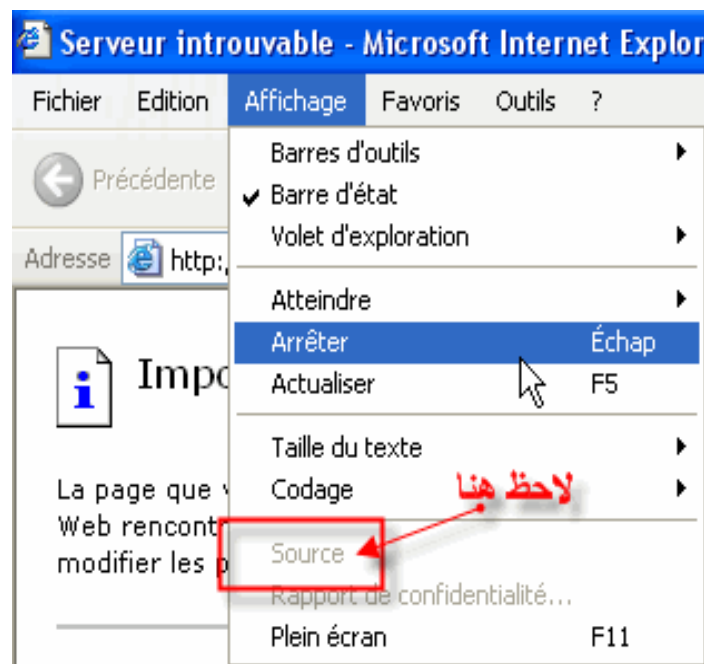 Serveur introuvable - Microsoft Internet Explor
Fichier Edition Affichage Favoris Outils ?
Précédente
Adresse http:
Barres d'outils
Barre d'état
Volet d'exploration
Atteindre
Arrêter Échap
Actualiser F5
Taille du texte
Codage
لاحظ هنا
Source
Rapport de confidentialité...
Plein écran F11
Impo
La page que v
Web rencont
modifier les p